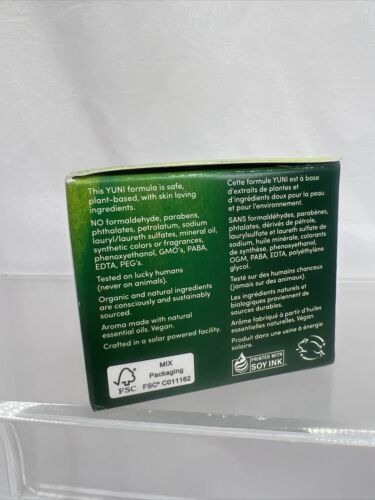 This YUNI formula is safe,
plant-based, with skin loving
ingredients.
NO formaldehyde, parabens,
phthalates, petrolatum, sodium
lauryl/laureth sulfates, mineral oil,
synthetic colors or fragrances,
phenoxyethanol, GMO's, PABA,
EDTA, PEG's.
Tested on lucky humans
(never on animals).
Organic and natural ingredients
are consciously and sustainably
sourced.
Aroma made with natural
essential oils. Vegan.
Crafted in a solar powered facility.
FSC
MIX
Packaging
FSC® C011182
Cette formule YUNI est à base
d'extraits de plantes et
d'ingrédients doux pour la peau
et pour l'environnement.
SANS formaldéhydes, parabènes,
phtalates, dérivés de pétrole,
laurylsulfate et laureth sulfate de
sodium, huile minérale, colorants
de synthèse, phenoxyethanol,
OGM, PABA, EDTA, polyéthylène
glycol.
Testé sur des humains chanceux
(jamais sur des animaux).
Les ingrédients naturels et
biologiques proviennent de
sources durables.
Arôme fabriqué à partir d'huiles
essentielles naturelles. Vegan.
Produit dans une usine à énergie
solaire.
PRINTED WITH
SOY INK